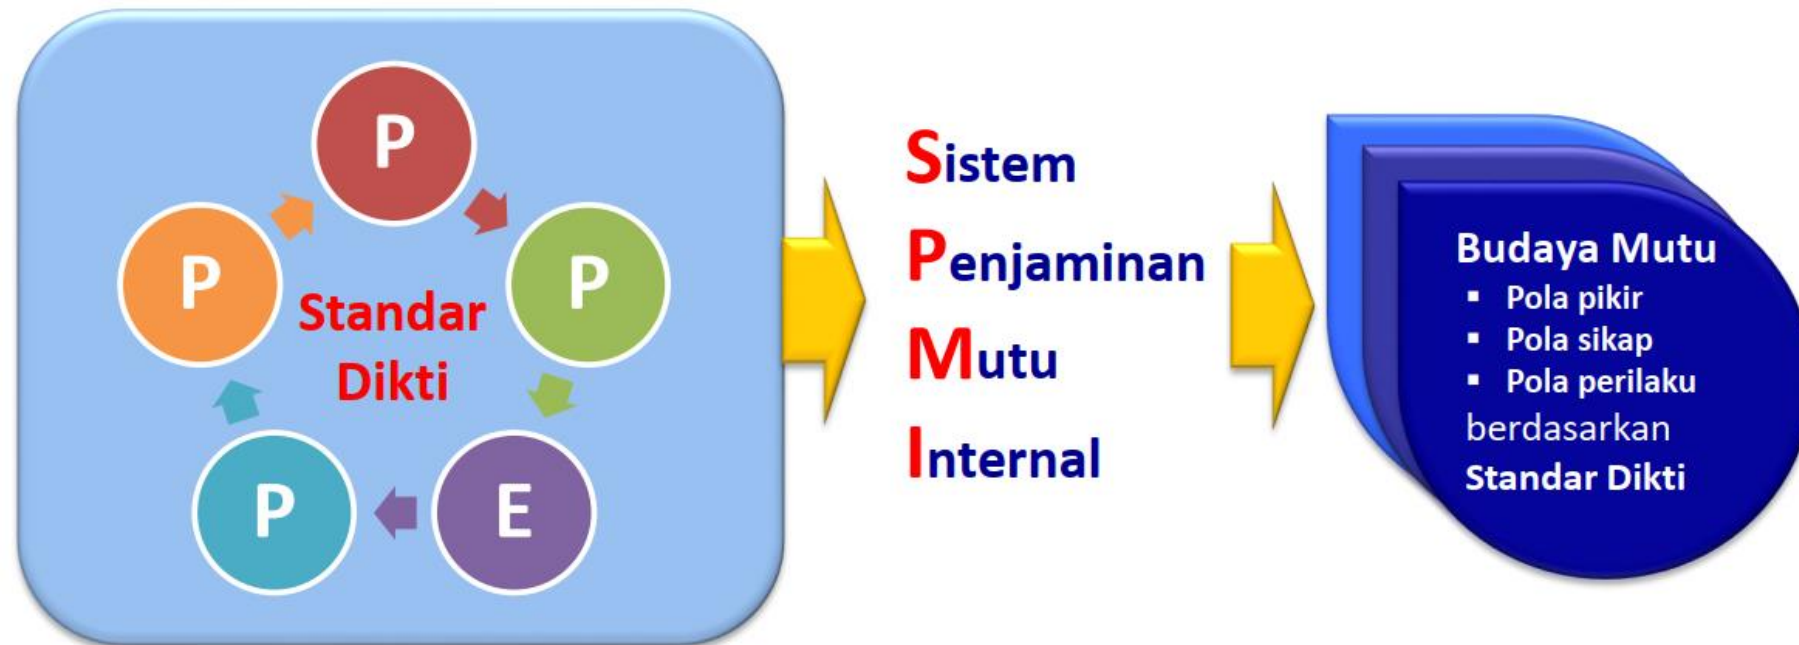 P
P
E
P
P
Standar
Dikti
Sistem
Penjaminan
Mutu
Internal
Budaya Mutu
▪ Pola pikir
▪ Pola sikap
▪ Pola perilaku
berdasarkan
Standar Dikti